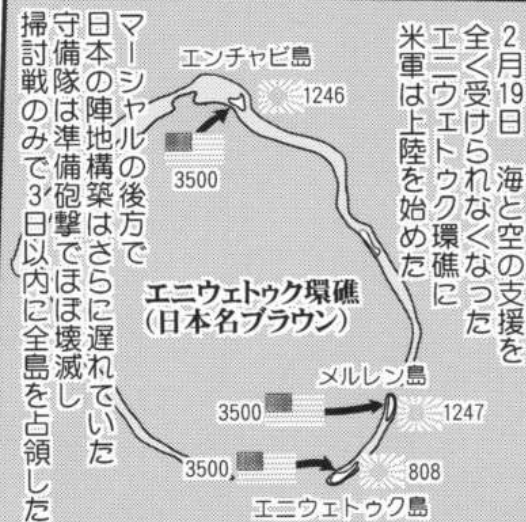 2月19日　海と空の支援を
全く受けられなくなった
エニウェトゥク環礁に
米軍は上陸を始めた
エンチャビ島
1246
3500
マーシャルの後方で
日本の陣地構築はさらに遅れていた
守備隊は準備砲撃でほぼ壊滅し
掃討戦のみで3日以内に全島を占領した
エニウェトゥク環礁
(日本名ブラウン)
メルレン島
3500
1247
3500
808
エニウェトゥク島